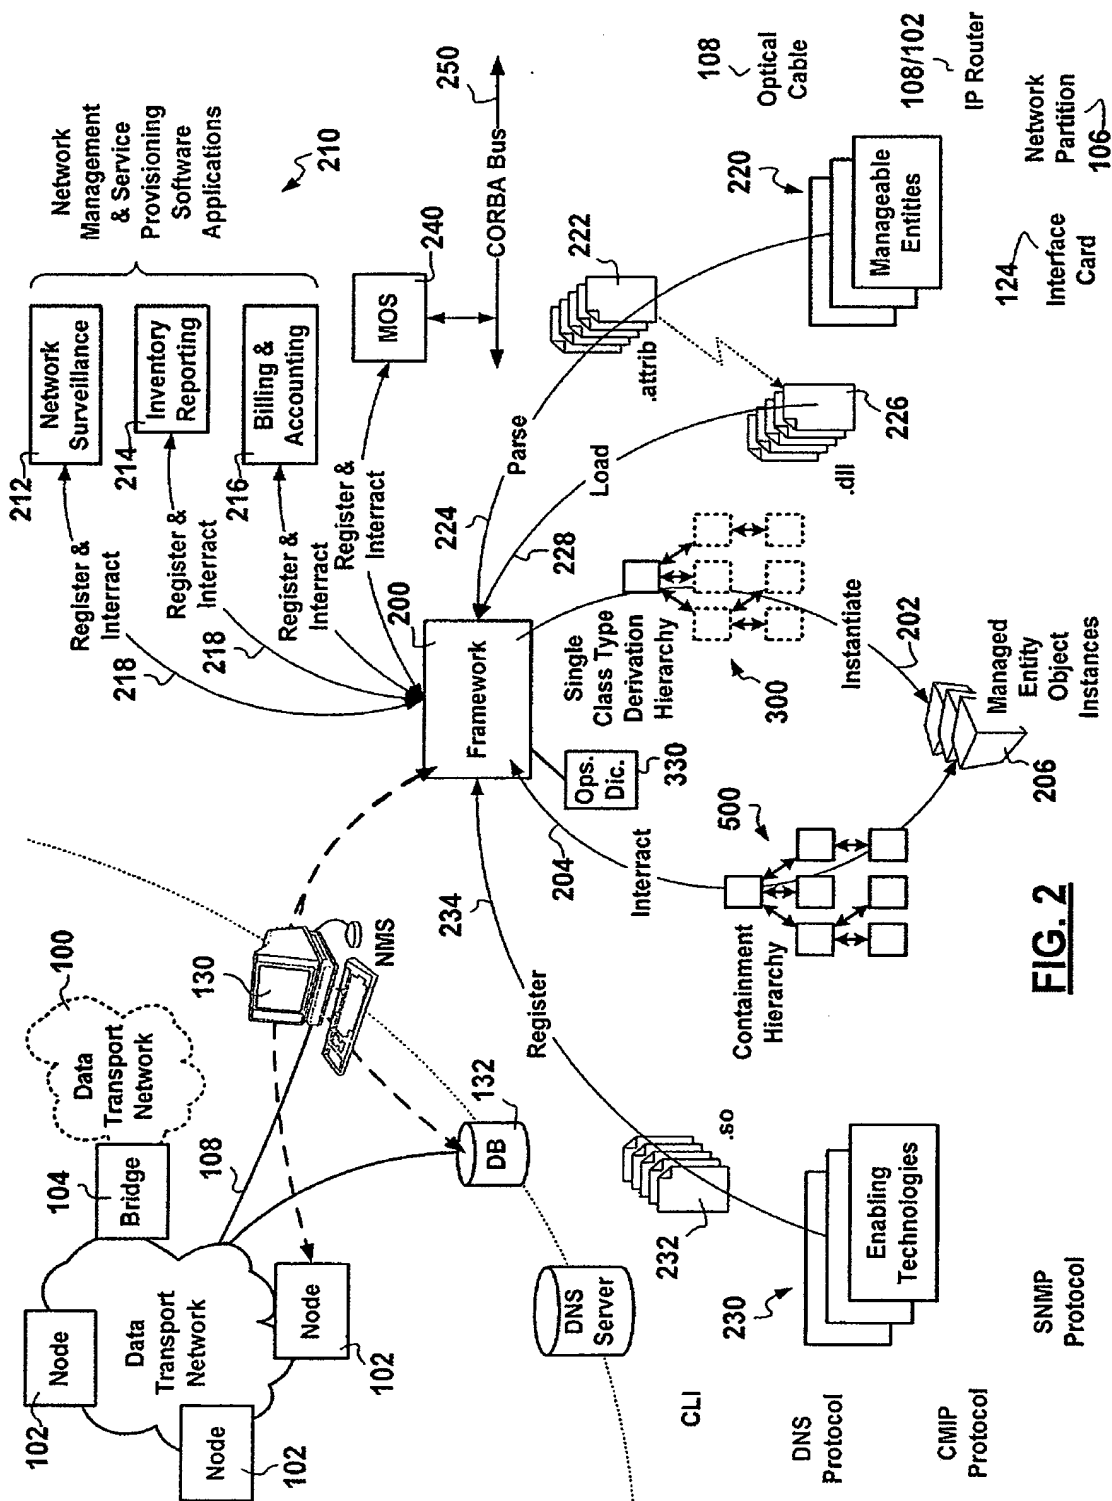 100
Data
Transport
Network
104
Bridge
108
Node
102
Data
Transport
Network
Node
102
Node
102
130
NMS
DB
132
DNS
Server
Network
Management
& Service
Provisioning
Software
Applications
210
212
Network
Surveillance
214
Inventory
Reporting
216
Billing &
Accounting
MOS
240
CORBA Bus
250
Register &
Interract
218
Register &
Interract
218
Register &
Interract
Register &
Interract
200
Framework
Ops.
Dic.
330
234
Register
204
Interract
224
Parse
228
Load
222
.attrib
226
.dll
220
Manageable
Entities
108
Optical
Cable
108/102
IP Router
Network
Partition
106
124
Interface
Card
Single
Class Type
Derivation
Hierarchy
300
Instantiate
202
Managed
Entity
Object
Instances
206
500
Containment
Hierarchy
232
.so
230
Enabling
Technologies
CLI
DNS
Protocol
CMIP
Protocol
SNMP
Protocol
FIG. 2